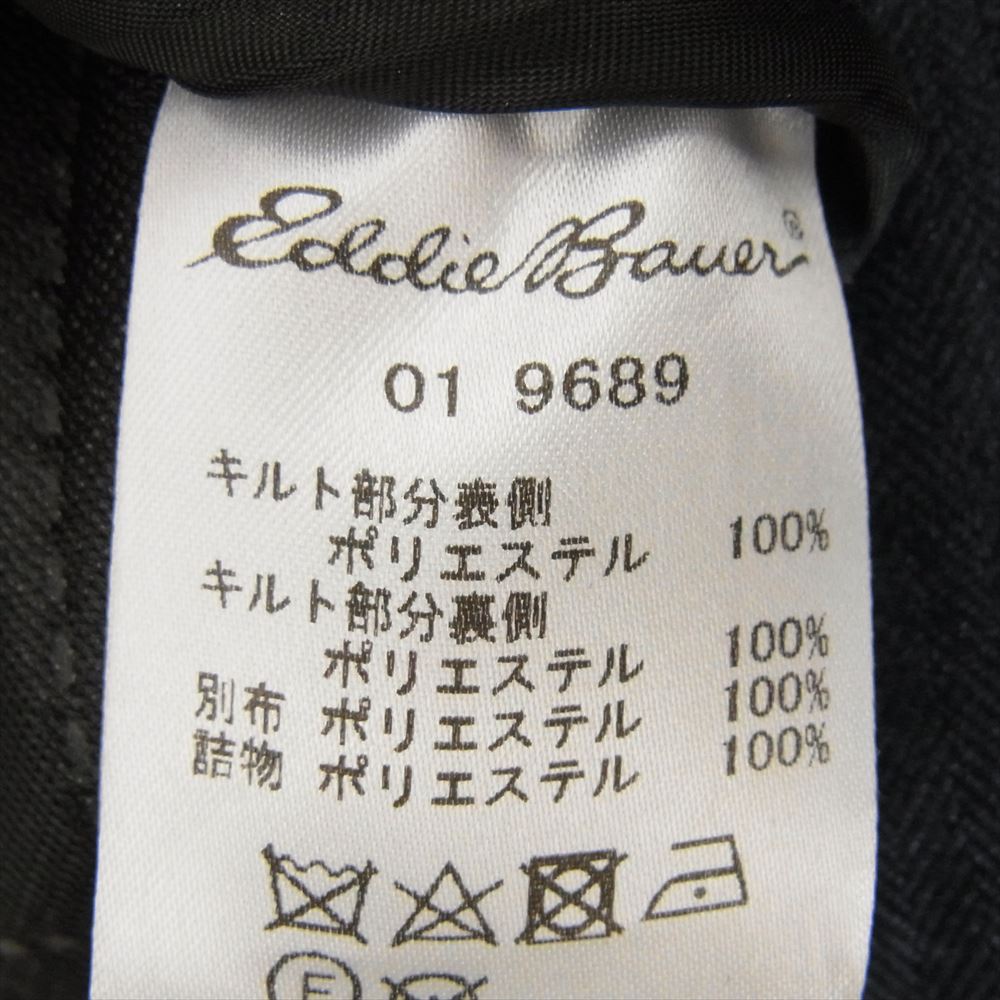 Eddie Bauer®
01 9689
キルト部分表側
ポリエステル 100%
キルト部分裏側
ポリエステル 100%
別布 ポリエステル 100%
詰物 ポリエステル 100%
F